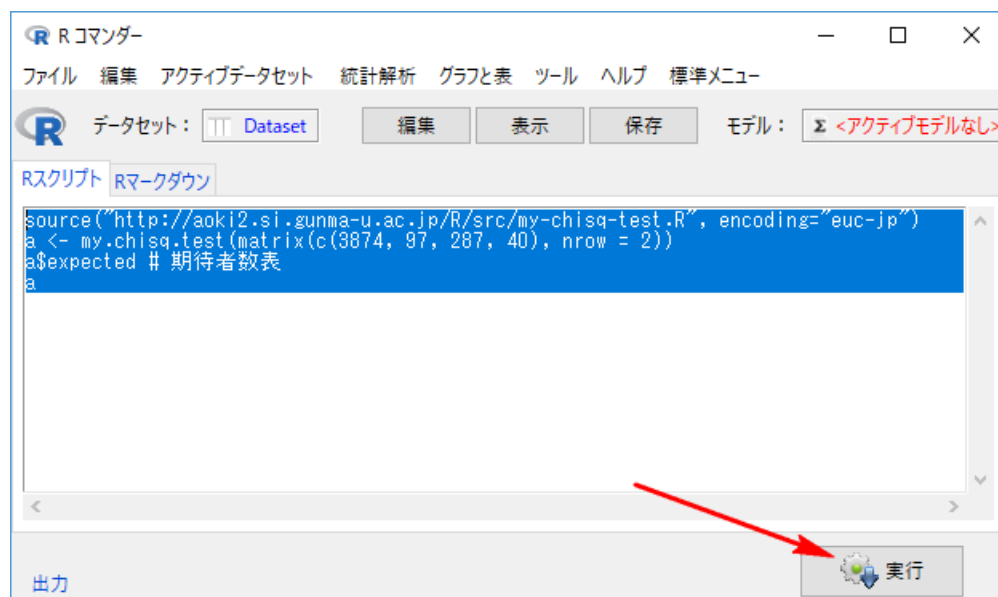 R コマンダー
ファイル 編集 アクティブデータセット 統計解析 グラフと表 ツール ヘルプ 標準メニュー
R データセット： Dataset 編集 表示 保存 モデル： Σ <アクティブモデルなし>
Rスクリプト Rマークダウン
source("http://aoki2.si.gunma-u.ac.jp/R/src/my-chisq-test.R", encoding="euc-jp")
a <- my.chisq.test(matrix(c(3874, 97, 287, 40), nrow = 2))
a$expected # 期待者数表
a
実行
出力